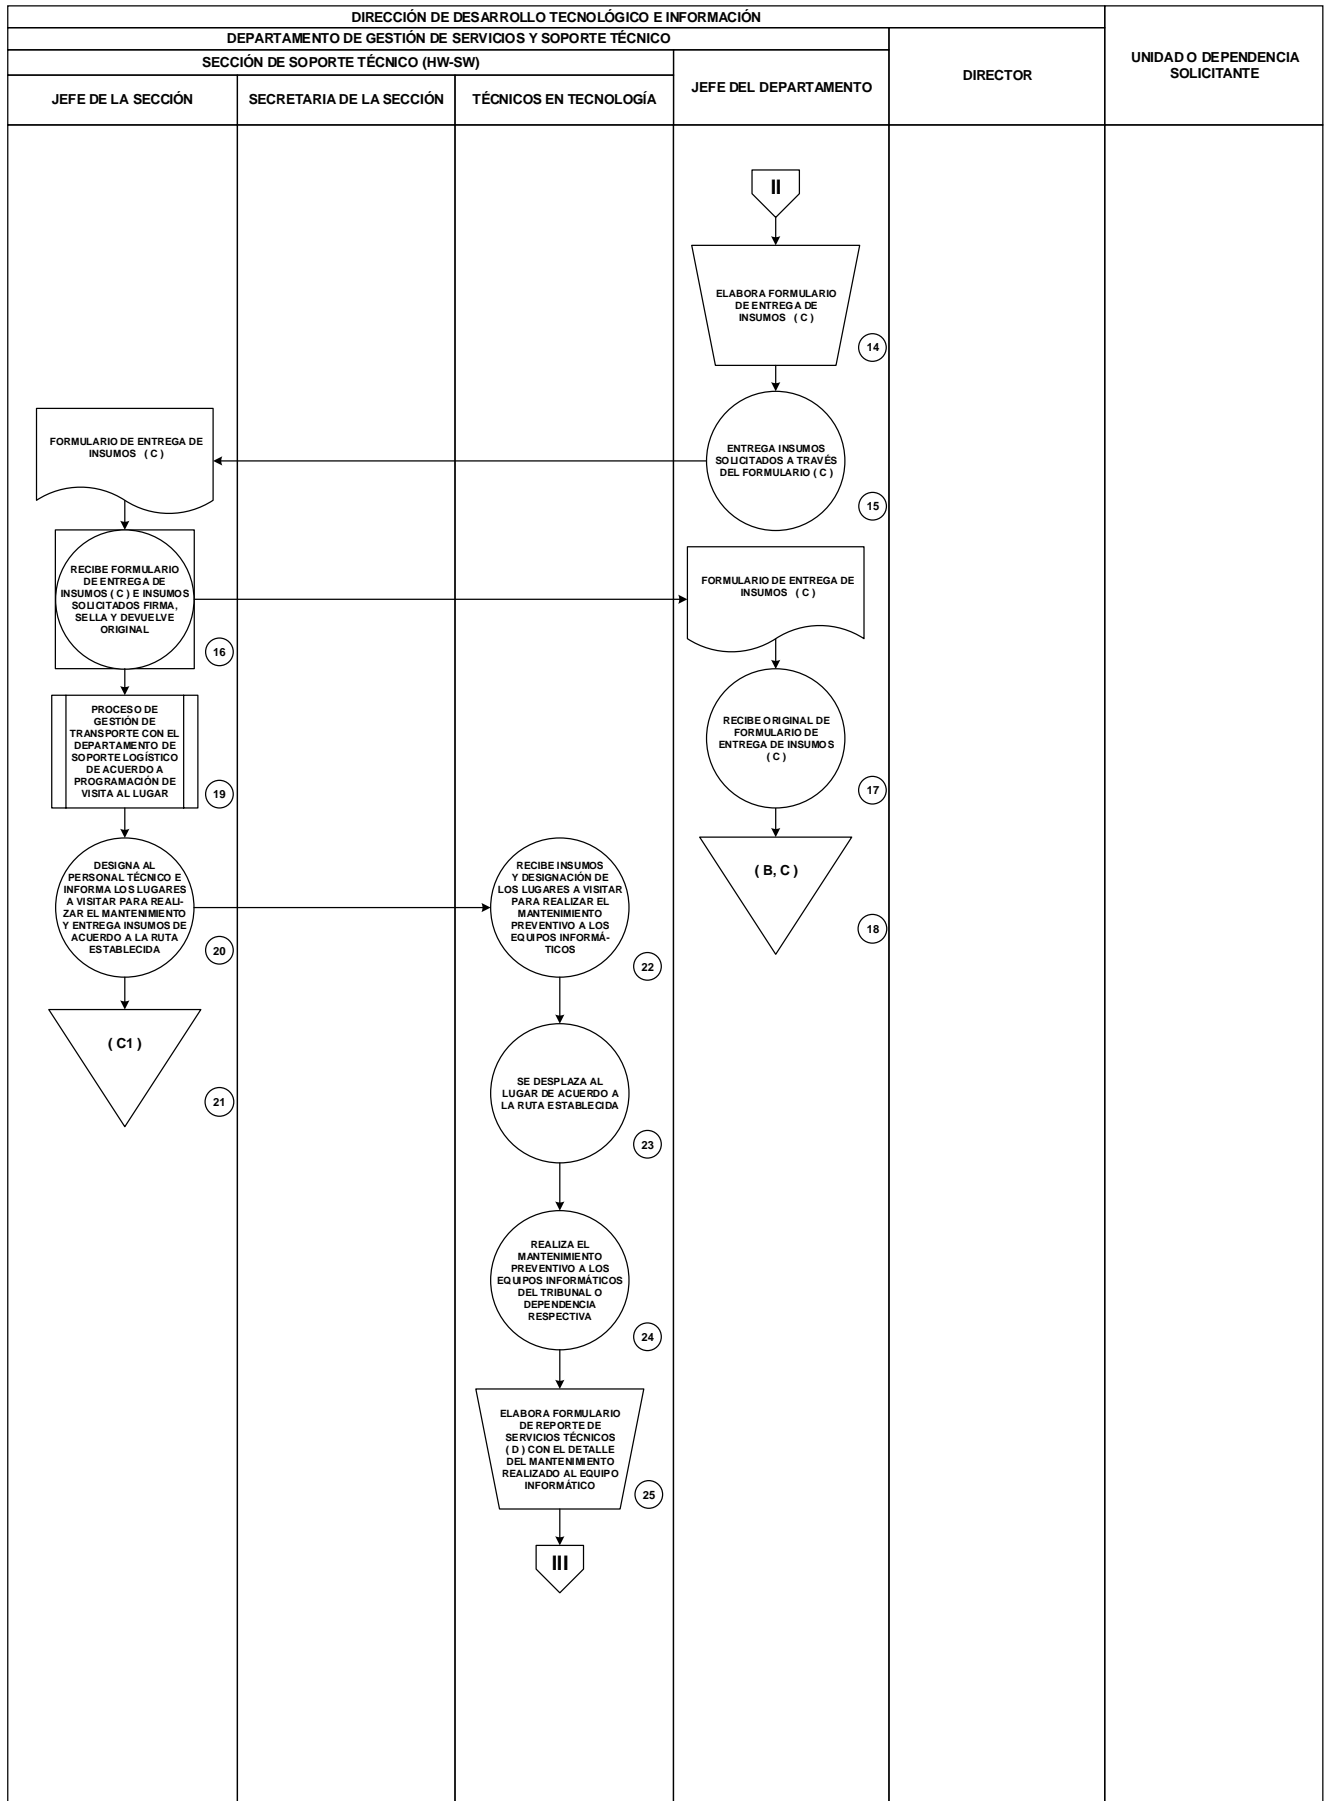 DIRECCIÓN DE DESARROLLO TECNOLÓGICO E INFORMACIÓN
DEPARTAMENTO DE GESTIÓN DE SERVICIOS Y SOPORTE TÉCNICO
SECCIÓN DE SOPORTE TÉCNICO (HW-SW)
JEFE DE LA SECCIÓN
SECRETARIA DE LA SECCIÓN
TÉCNICOS EN TECNOLOGÍA
JEFE DEL DEPARTAMENTO
DIRECTOR
UNIDAD O DEPENDENCIA
SOLICITANTE
II
ELABORA FORMULARIO
DE ENTREGA DE
INSUMOS ( C )
14
ENTREGA INSUMOS
SOLICITADOS A TRAVÉS
DEL FORMULARIO ( C )
15
FORMULARIO DE ENTREGA DE
INSUMOS ( C )
RECIBE FORMULARIO
DE ENTREGA DE
INSUMOS ( C ) E INSUMOS
SOLICITADOS FIRMA,
SELLA Y DEVUELVE
ORIGINAL
16
FORMULARIO DE ENTREGA DE
INSUMOS ( C )
RECIBE ORIGINAL DE
FORMULARIO DE
ENTREGA DE INSUMOS
( C )
17
( B, C )
18
PROCESO DE
GESTIÓN DE
TRANSPORTE CON EL
DEPARTAMENTO DE
SOPORTE LOGÍSTICO
DE ACUERDO A
PROGRAMACIÓN DE
VISITA AL LUGAR
19
DESIGNA AL
PERSONAL TÉCNICO E
INFORMA LOS LUGARES
A VISITAR PARA REALI-
ZAR EL MANTENIMIENTO
Y ENTREGA INSUMOS DE
ACUERDO A LA RUTA
ESTABLECIDA
20
( C1 )
21
RECIBE INSUMOS
Y DESIGNACIÓN DE
LOS LUGARES A VISITAR
PARA REALIZAR EL
MANTENIMIENTO
PREVENTIVO A LOS
EQUIPOS INFORMÁ-
TICOS
22
SE DESPLAZA AL
LUGAR DE ACUERDO A
LA RUTA ESTABLECIDA
23
REALIZA EL
MANTENIMIENTO
PREVENTIVO A LOS
EQUIPOS INFORMÁTICOS
DEL TRIBUNAL O
DEPENDENCIA
RESPECTIVA
24
ELABORA FORMULARIO
DE REPORTE DE
SERVICIOS TÉCNICOS
( D ) CON EL DETALLE
DEL MANTENIMIENTO
REALIZADO AL EQUIPO
INFORMÁTICO
25
III